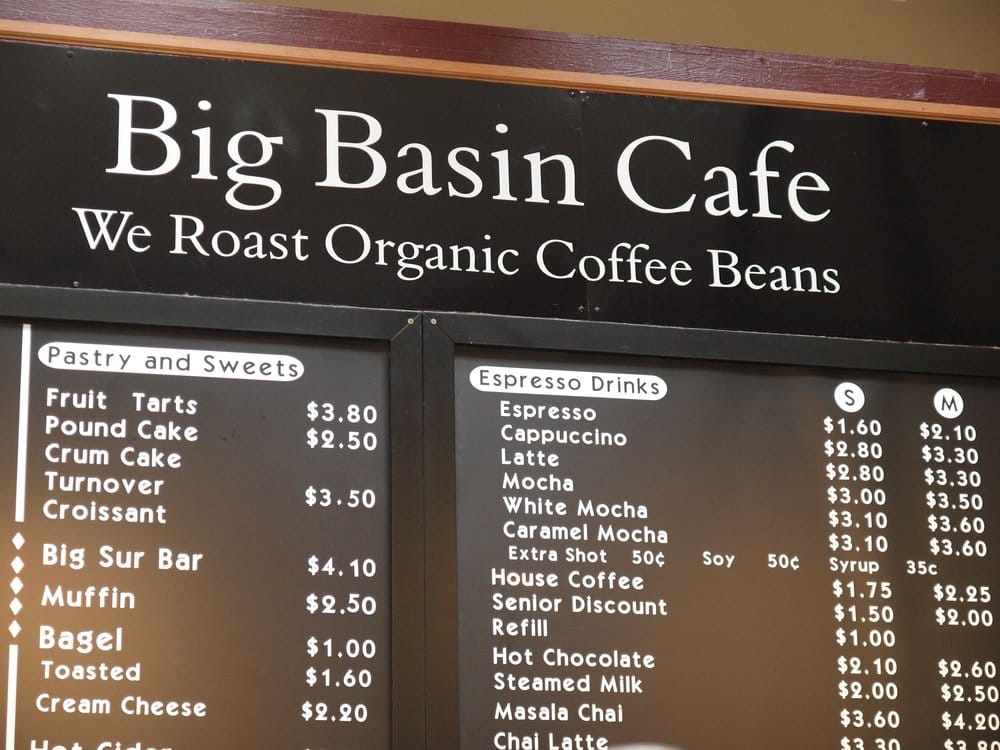 Big Basin Cafe
We Roast Organic Coffee Beans
Pastry and Sweets
Fruit Tarts $3.80
Pound Cake $2.50
Crum Cake
Turnover $3.50
Croissant
Big Sur Bar $4.10
Muffin $2.50
Bagel $1.00
Toasted $1.60
Cream Cheese $2.20
Hot Cider
Espresso Drinks S M
Espresso $1.60 $2.10
Cappuccino $2.80 $3.30
Latte $2.80 $3.30
Mocha $3.00 $3.50
White Mocha $3.10 $3.60
Caramel Mocha $3.10 $3.60
Extra Shot 50¢ Soy 50¢ Syrup 35c
House Coffee $1.75 $2.25
Senior Discount $1.50 $2.00
Refill $1.00
Hot Chocolate $2.10 $2.60
Steamed Milk $2.00 $2.50
Masala Chai $3.60 $4.20
Chai Latte $3.30